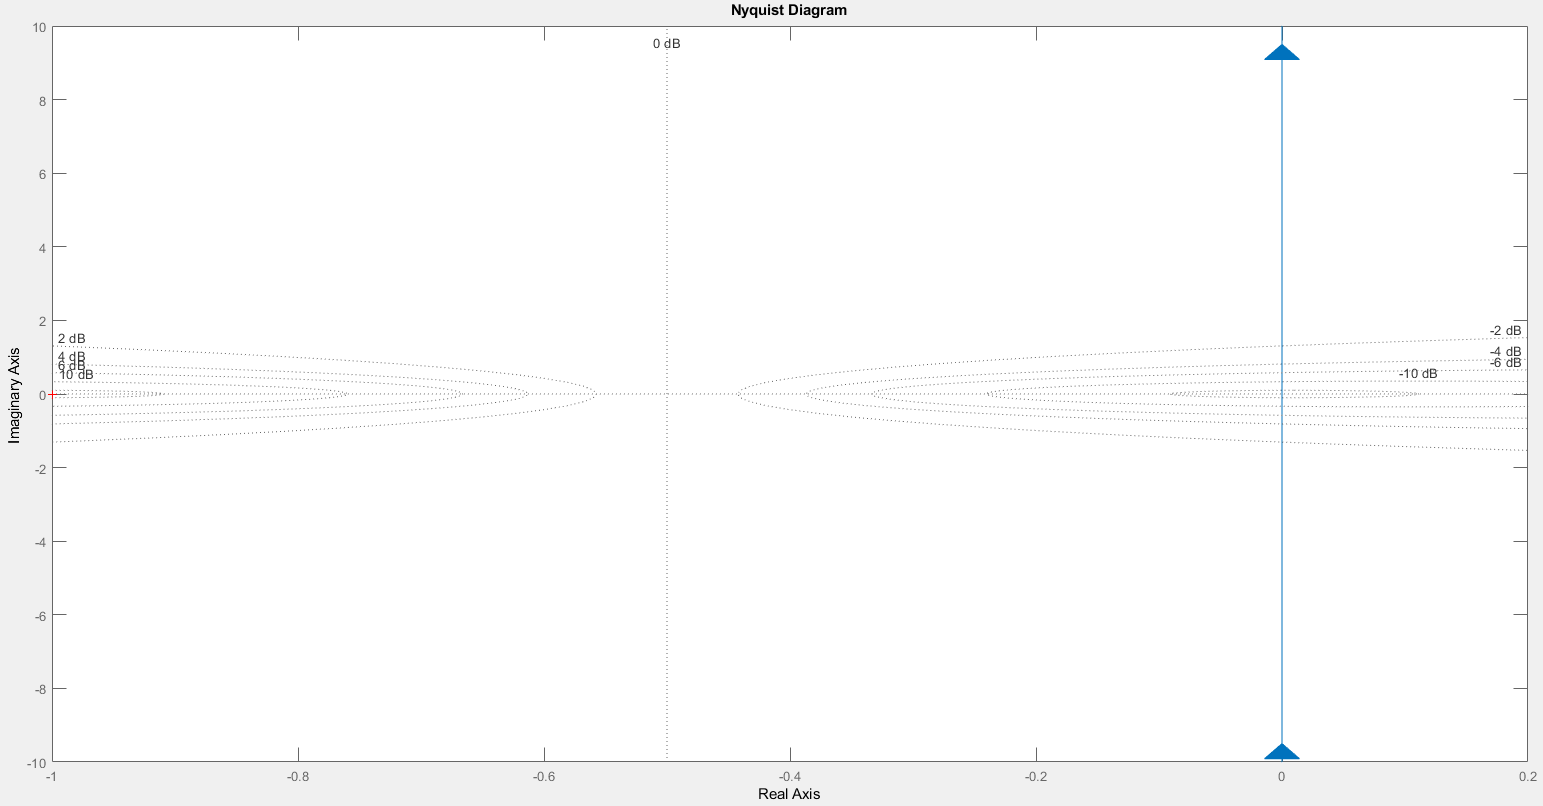 Nyquist Diagram
10
0 dB
8
6
4
2
2 dB
-2 dB
4 dB
-4 dB
6 dB
-6 dB
10 dB
-10 dB
0
-2
-4
-6
-8
-10
Imaginary Axis
-1
-0.8
-0.6
-0.4
-0.2
0
0.2
Real Axis